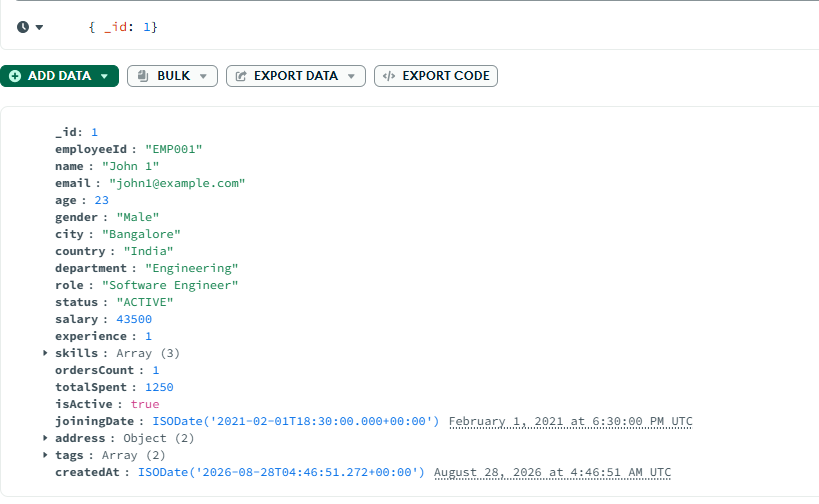 { _id: 1}
ADD DATA BULK EXPORT DATA EXPORT CODE
_id: 1
employeeId : "EMP001"
name : "John 1"
email : "john1@example.com"
age : 23
gender : "Male"
city : "Bangalore"
country : "India"
department : "Engineering"
role : "Software Engineer"
status : "ACTIVE"
salary : 43500
experience : 1
skills : Array (3)
ordersCount : 1
totalSpent : 1250
isActive : true
joiningDate : ISODate('2021-02-01T18:30:00.000+00:00') February 1, 2021 at 6:30:00 PM UTC
address : Object (2)
tags : Array (2)
createdAt : ISODate('2026-08-28T04:46:51.272+00:00') August 28, 2026 at 4:46:51 AM UTC